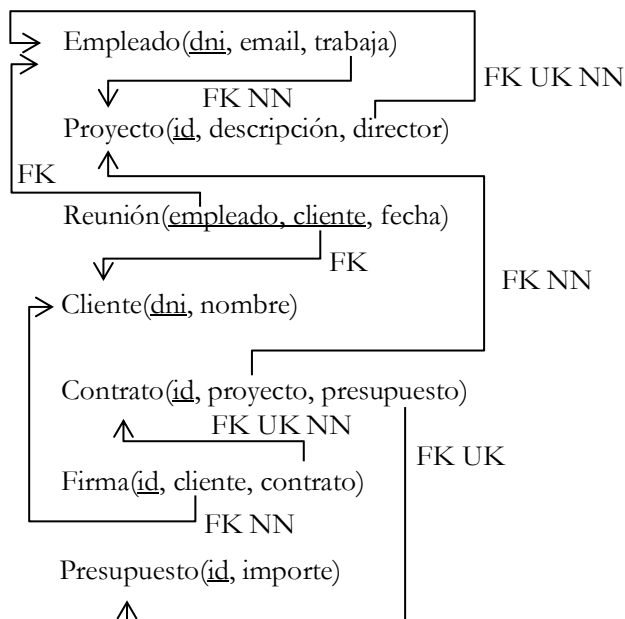 Empleado(dni, email, trabaja)
FK UK NN
FK NN
Proyecto(id, descripción, director)
FK
Reunión(empleado, cliente, fecha)
FK
FK NN
Cliente(dni, nombre)
Contrato(id, proyecto, presupuesto)
FK UK NN
FK UK
Firma(id, cliente, contrato)
FK NN
Presupuesto(id, importe)